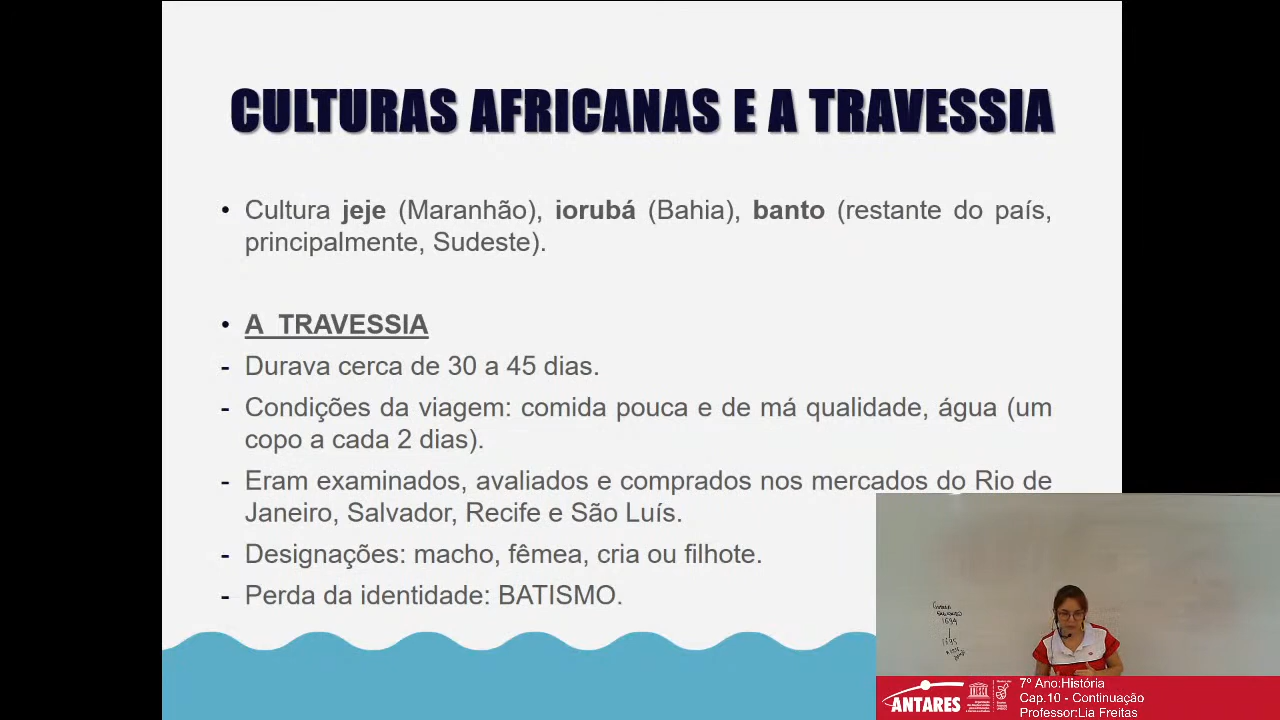 CULTURAS AFRICANAS E A TRAVESSIA
• Cultura jeje (Maranhão), iorubá (Bahia), banto (restante do país,
principalmente, Sudeste).
• A TRAVESSIA
- Durava cerca de 30 a 45 dias.
- Condições da viagem: comida pouca e de má qualidade, água (um
copo a cada 2 dias).
- Eram examinados, avaliados e comprados nos mercados do Rio de
Janeiro, Salvador, Recife e São Luís.
- Designações: macho, fêmea, cria ou filhote.
- Perda da identidade: BATISMO.
1694
ANTARES
7º Ano:História
Cap.10 - Continuação
Professor:Lia Freitas